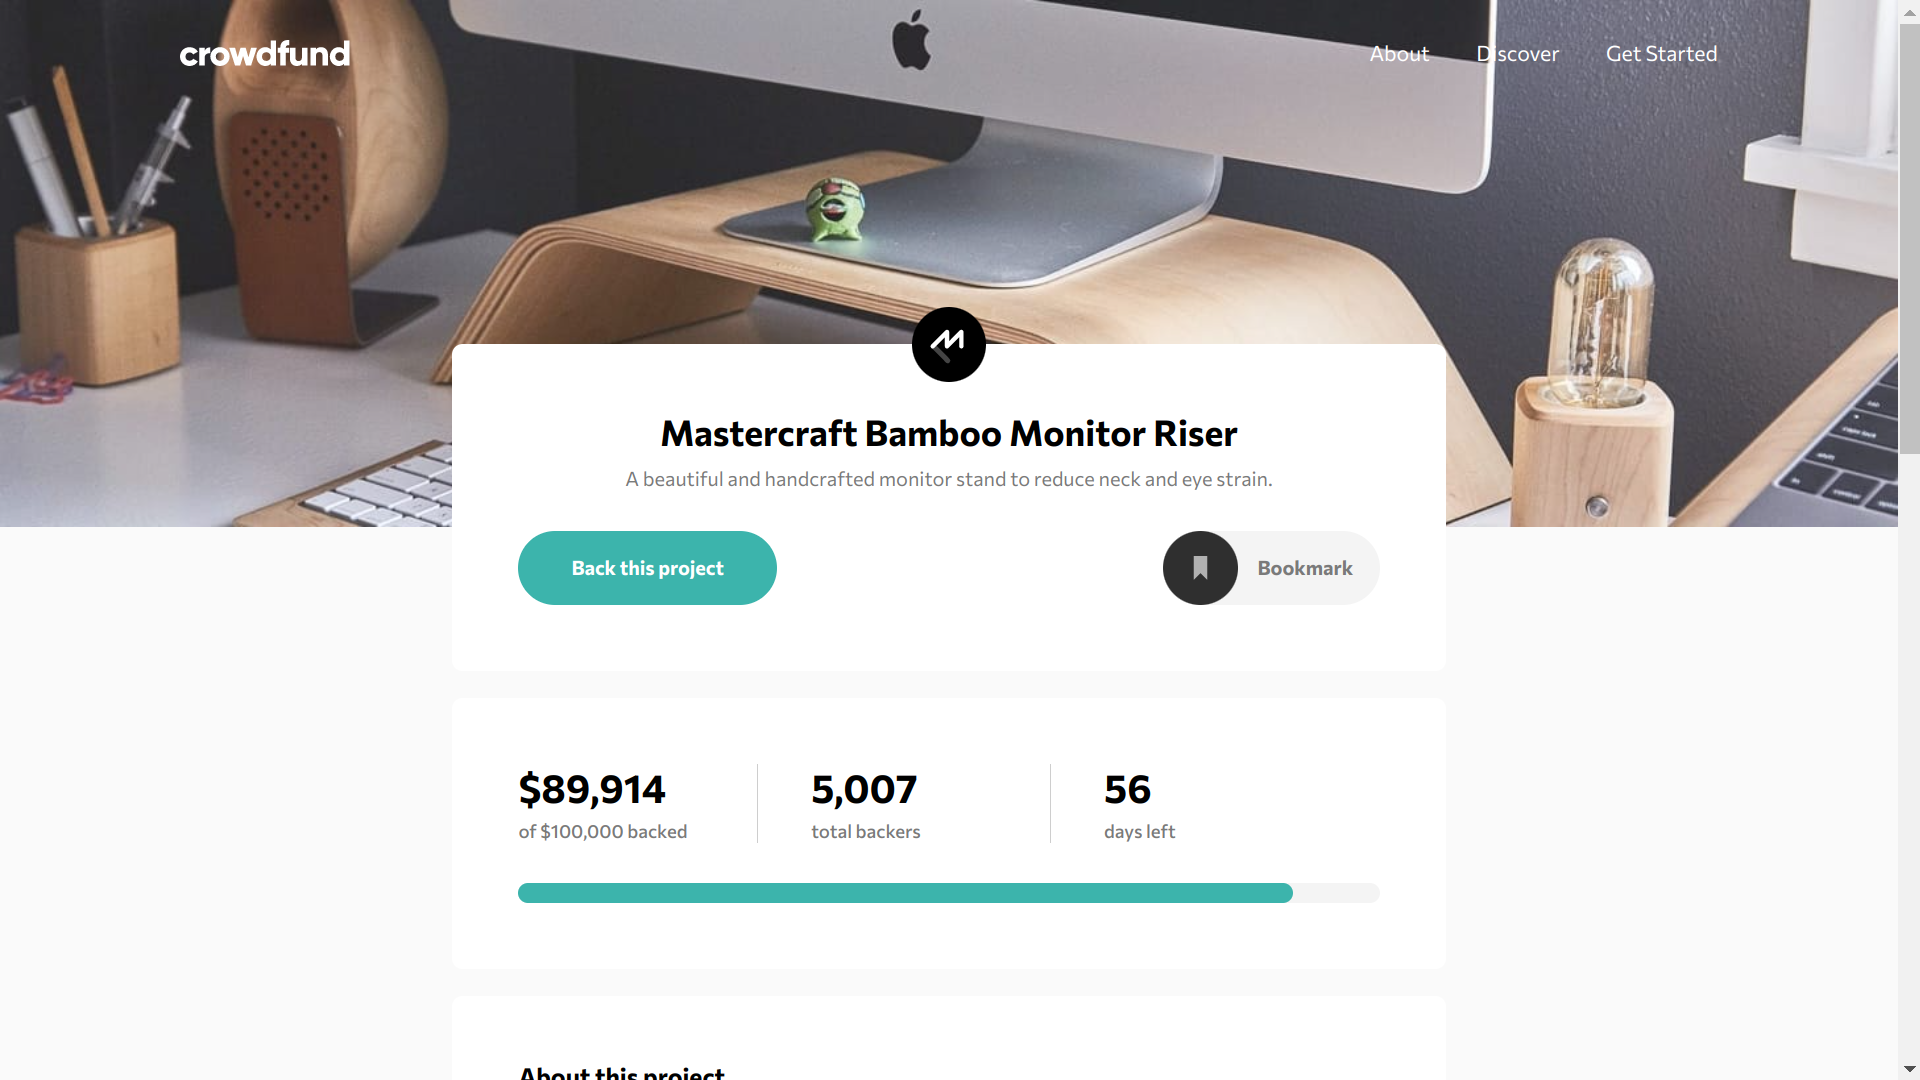 crowdfund
About
Discover
Get Started
Mastercraft Bamboo Monitor Riser
A beautiful and handcrafted monitor stand to reduce neck and eye strain.
Back this project
Bookmark
$89,914
of $100,000 backed
5,007
total backers
56
days left
About this project